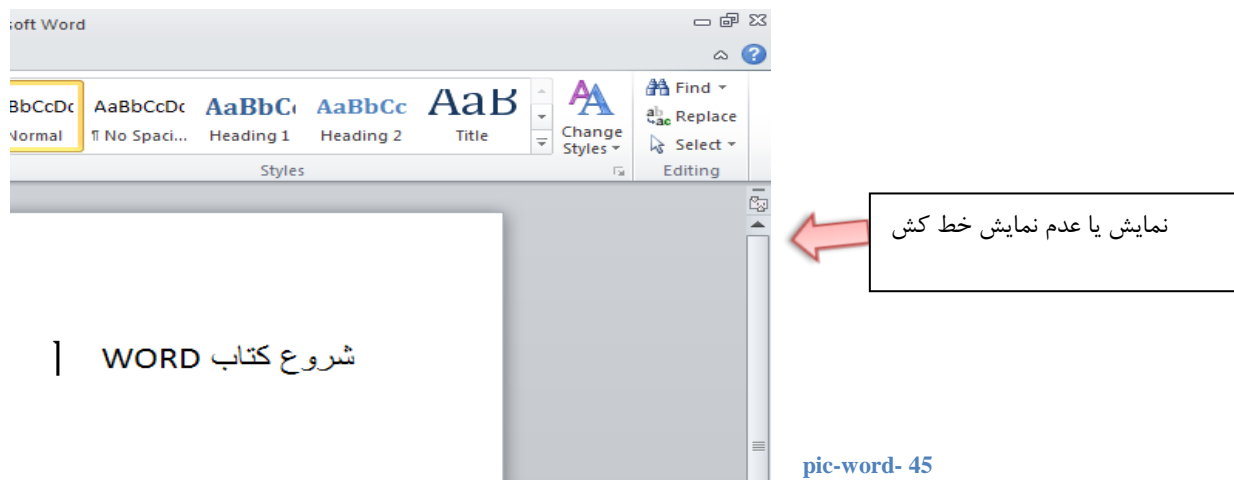 soft Word
Find
Replace
Select
Editing
BbCcDc AaBbCcDc AaBbC AaBbCc AaB
Normal ¶ No Spaci... Heading 1 Heading 2 Title
Change
Styles
Styles
نمایش یا عدم نمایش خط کش
شروع کتاب WORD
pic-word- 45